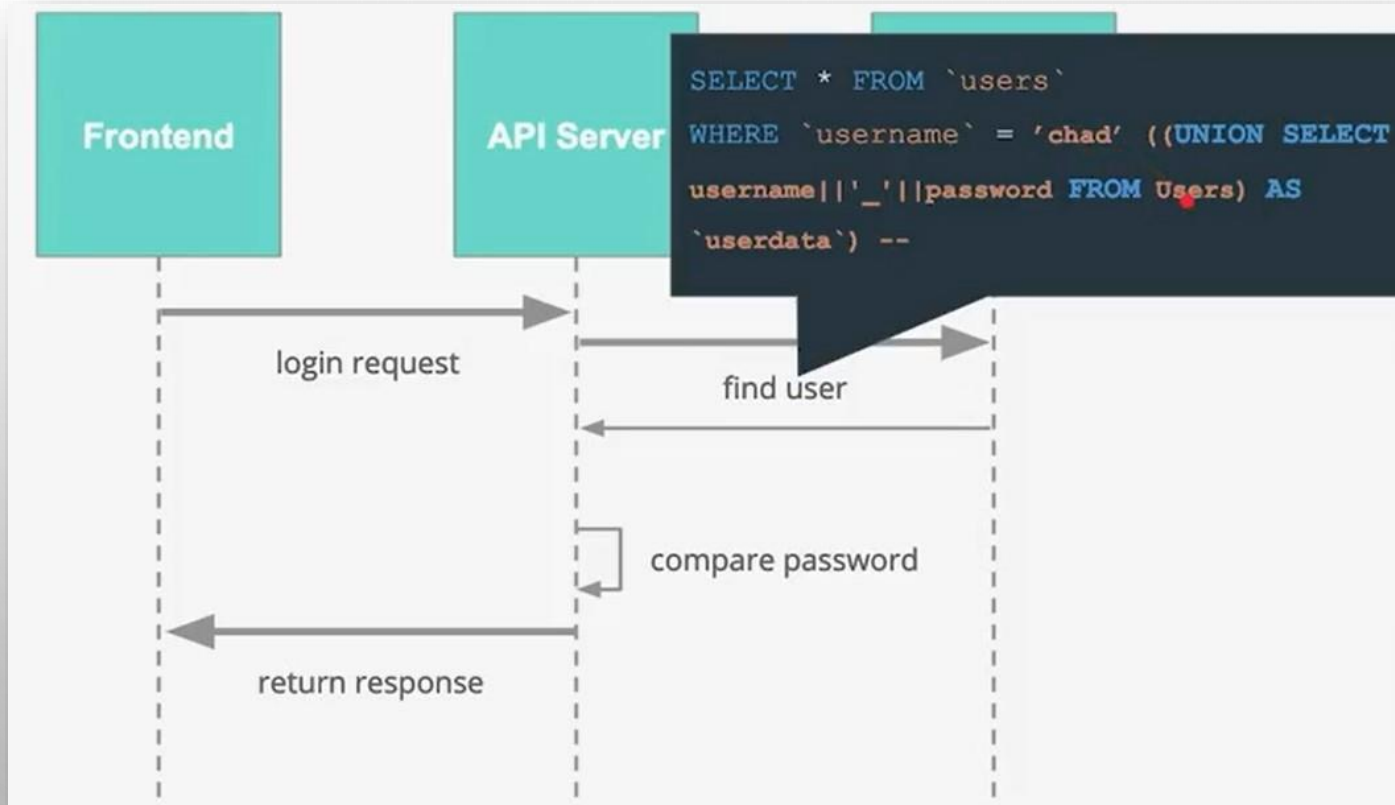 Frontend
API Server
SELECT * FROM `users`
WHERE `username` = ’chad’ ((UNION SELECT
username||'_'||password FROM Users) AS
`userdata`) --
login request
find user
compare password
return response